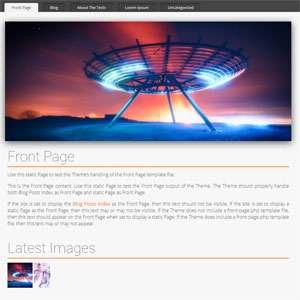 Front Page
Blog
About The Tests
Lorem Ipsum
Uncategorized
Front Page
Use this static page to test the Theme's handling of the Front Page template file.
This is the Front Page content. Use this static page to test the Front Page output of the Theme. The Theme should properly handle
both Blog Posts Index as Front Page and static Page as Front Page.
If the site is set to display the Blog Posts Index as the Front Page, then this text should not be visible. If the site is set to display a
static Page as the Front Page, then this text may or may not be visible. If the Theme does not include a front-page.php template file,
then this text should appear on the Front Page when set to display a static Page. If the Theme does include a front-page.php template
file, then this text may or may not appear.
Latest Images